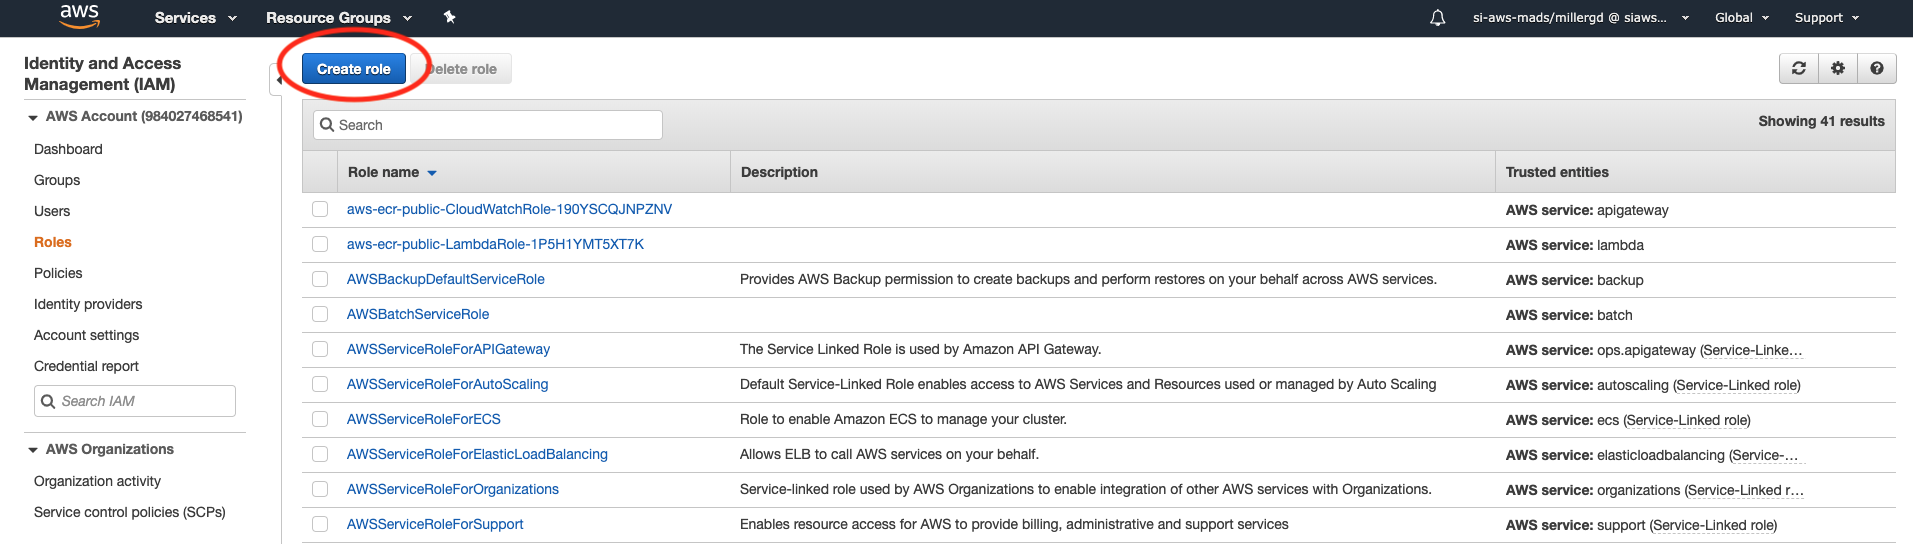 aws
Services
Resource Groups
si-aws-mads/millergd @ siaws...
Global
Support
Identity and Access
Management (IAM)
AWS Account (984027468541)
Dashboard
Groups
Users
Roles
Policies
Identity providers
Account settings
Credential report
Search IAM
AWS Organizations
Organization activity
Service control policies (SCPs)
Create role
Delete role
Search
Showing 41 results
Role name Description Trusted entities
aws-ecr-public-CloudWatchRole-190YSCQJNPZNV AWS service: apigateway
aws-ecr-public-LambdaRole-1P5H1YMT5XT7K AWS service: lambda
AWSBackupDefaultServiceRole Provides AWS Backup permission to create backups and perform restores on your behalf across AWS services. AWS service: backup
AWSBatchServiceRole AWS service: batch
AWSServiceRoleForAPIGateway The Service Linked Role is used by Amazon API Gateway. AWS service: ops.apigateway (Service-Linke...
AWSServiceRoleForAutoScaling Default Service-Linked Role enables access to AWS Services and Resources used or managed by Auto Scaling AWS service: autoscaling (Service-Linked role)
AWSServiceRoleForECS Role to enable Amazon ECS to manage your cluster. AWS service: ecs (Service-Linked role)
AWSServiceRoleForElasticLoadBalancing Allows ELB to call AWS services on your behalf. AWS service: elasticloadbalancing (Service-...
AWSServiceRoleForOrganizations Service-linked role used by AWS Organizations to enable integration of other AWS services with Organizations. AWS service: organizations (Service-Linked r...
AWSServiceRoleForSupport Enables resource access for AWS to provide billing, administrative and support services AWS service: support (Service-Linked role)